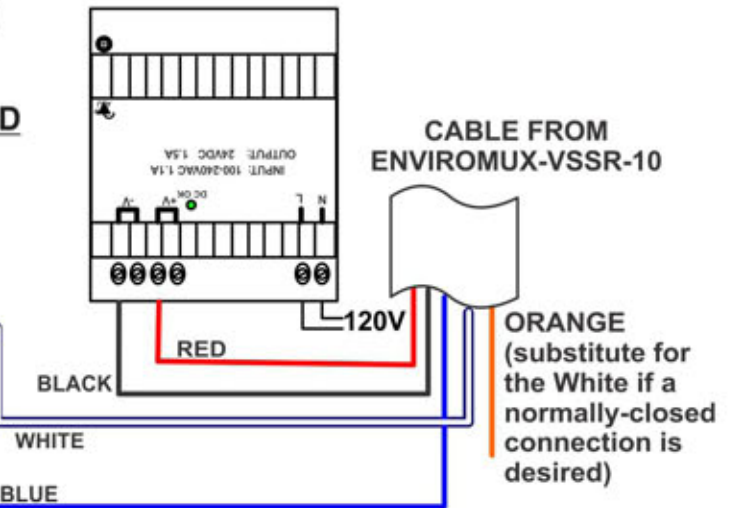 D
CABLE FROM
ENVIROMUX-VSSR-10
OUTPUT: 24VDC 1.5A
INPUT: 100-240VAC 1.1A
-V-
V+
DC OK
L
N
120V
RED
BLACK
WHITE
BLUE
ORANGE
(substitute for
the White if a
normally-closed
connection is
desired)